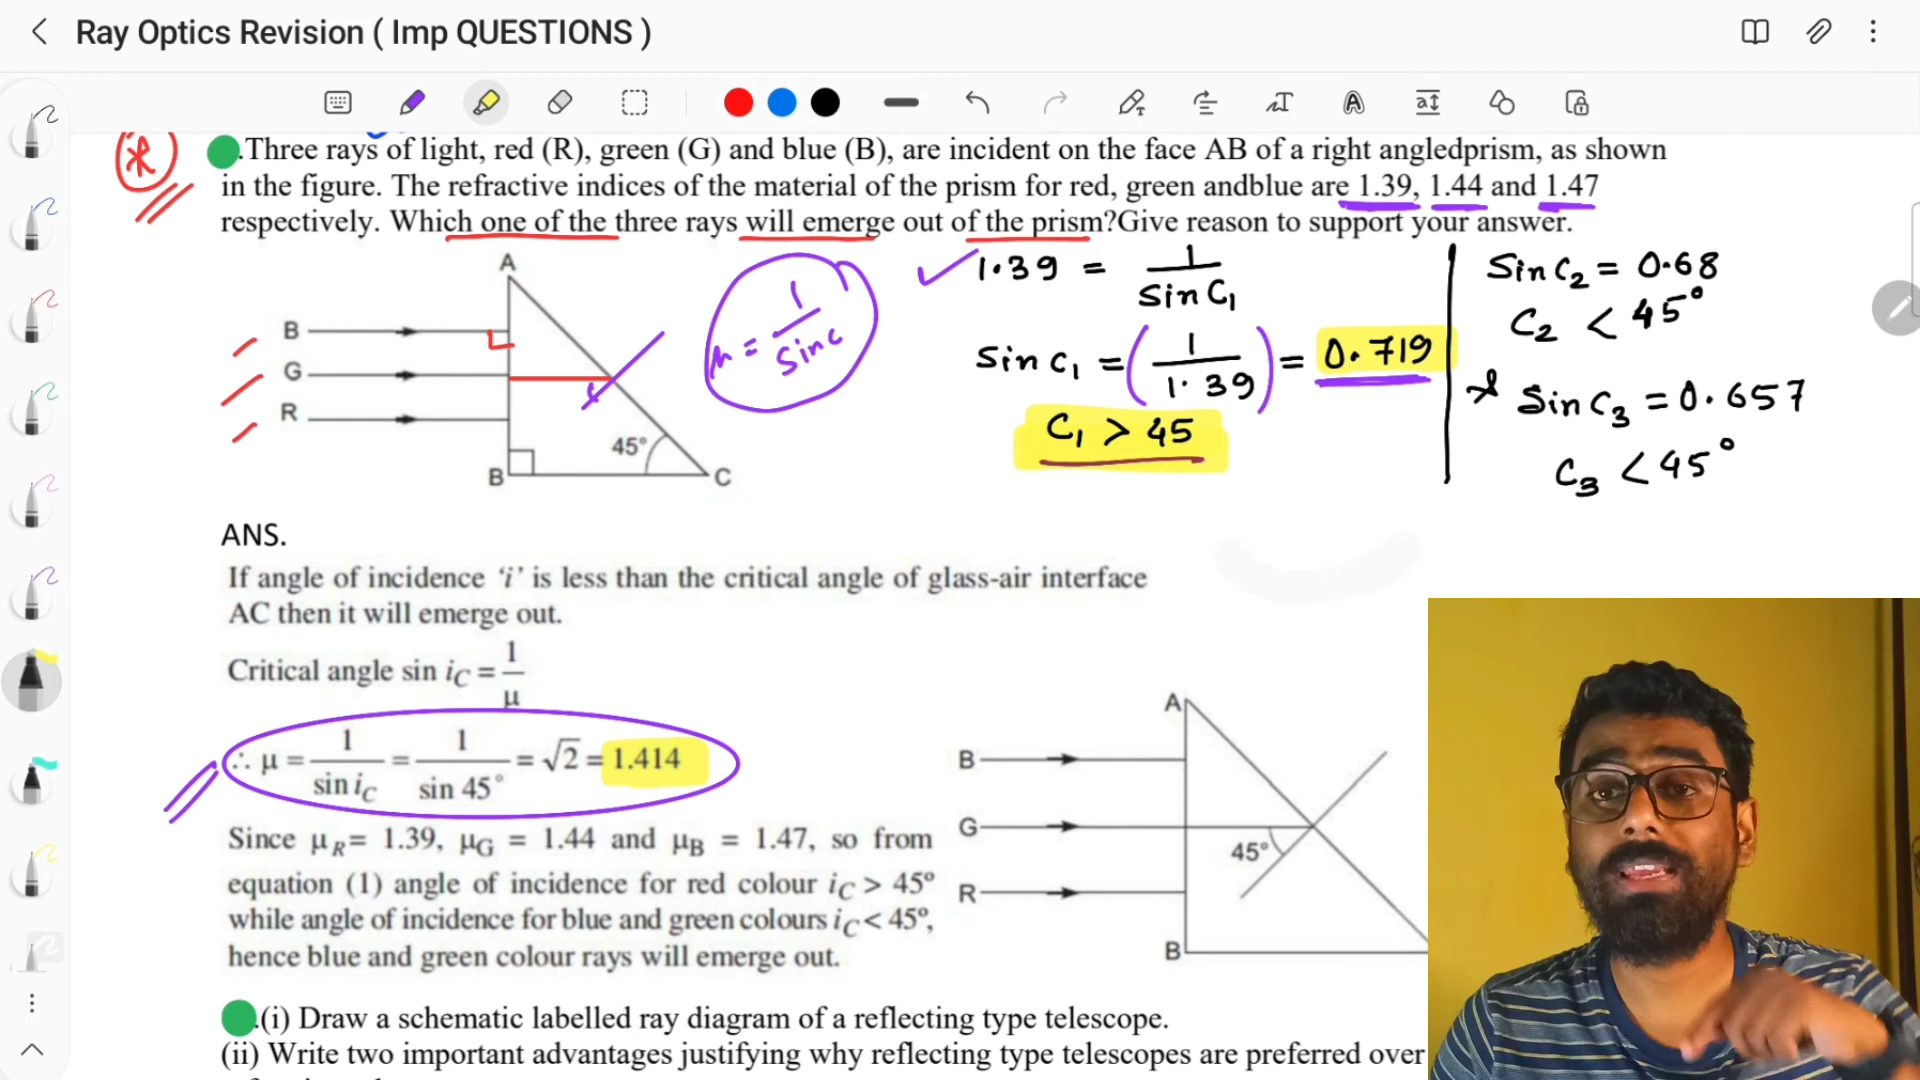 Ray Optics Revision ( Imp QUESTIONS )
.Three rays of light, red (R), green (G) and blue (B), are incident on the face AB of a right angledprism, as shown
in the figure. The refractive indices of the material of the prism for red, green andblue are 1.39, 1.44 and 1.47
respectively. Which one of the three rays will emerge out of the prism?Give reason to support your answer.
A
B
G
R
45°
B
C
μ = 1/sin c
1.39 = 1/Sin C₁
Sin C₁ = (1/1.39) = 0.719
C₁ > 45
Sin C₂ = 0.68
C₂ < 45°
Sin C₃ = 0.657
C₃ < 45°
ANS.
If angle of incidence ‘i’ is less than the critical angle of glass-air interface
AC then it will emerge out.
Critical angle sin iC = 1/μ
∴ μ = 1/sin iC = 1/sin 45° = √2 = 1.414
Since μR= 1.39, μG = 1.44 and μB = 1.47, so from
equation (1) angle of incidence for red colour iC > 45°
while angle of incidence for blue and green colours iC < 45°,
hence blue and green colour rays will emerge out.
A
B
G
45°
R
B
.(i) Draw a schematic labelled ray diagram of a reflecting type telescope.
(ii) Write two important advantages justifying why reflecting type telescopes are preferred over